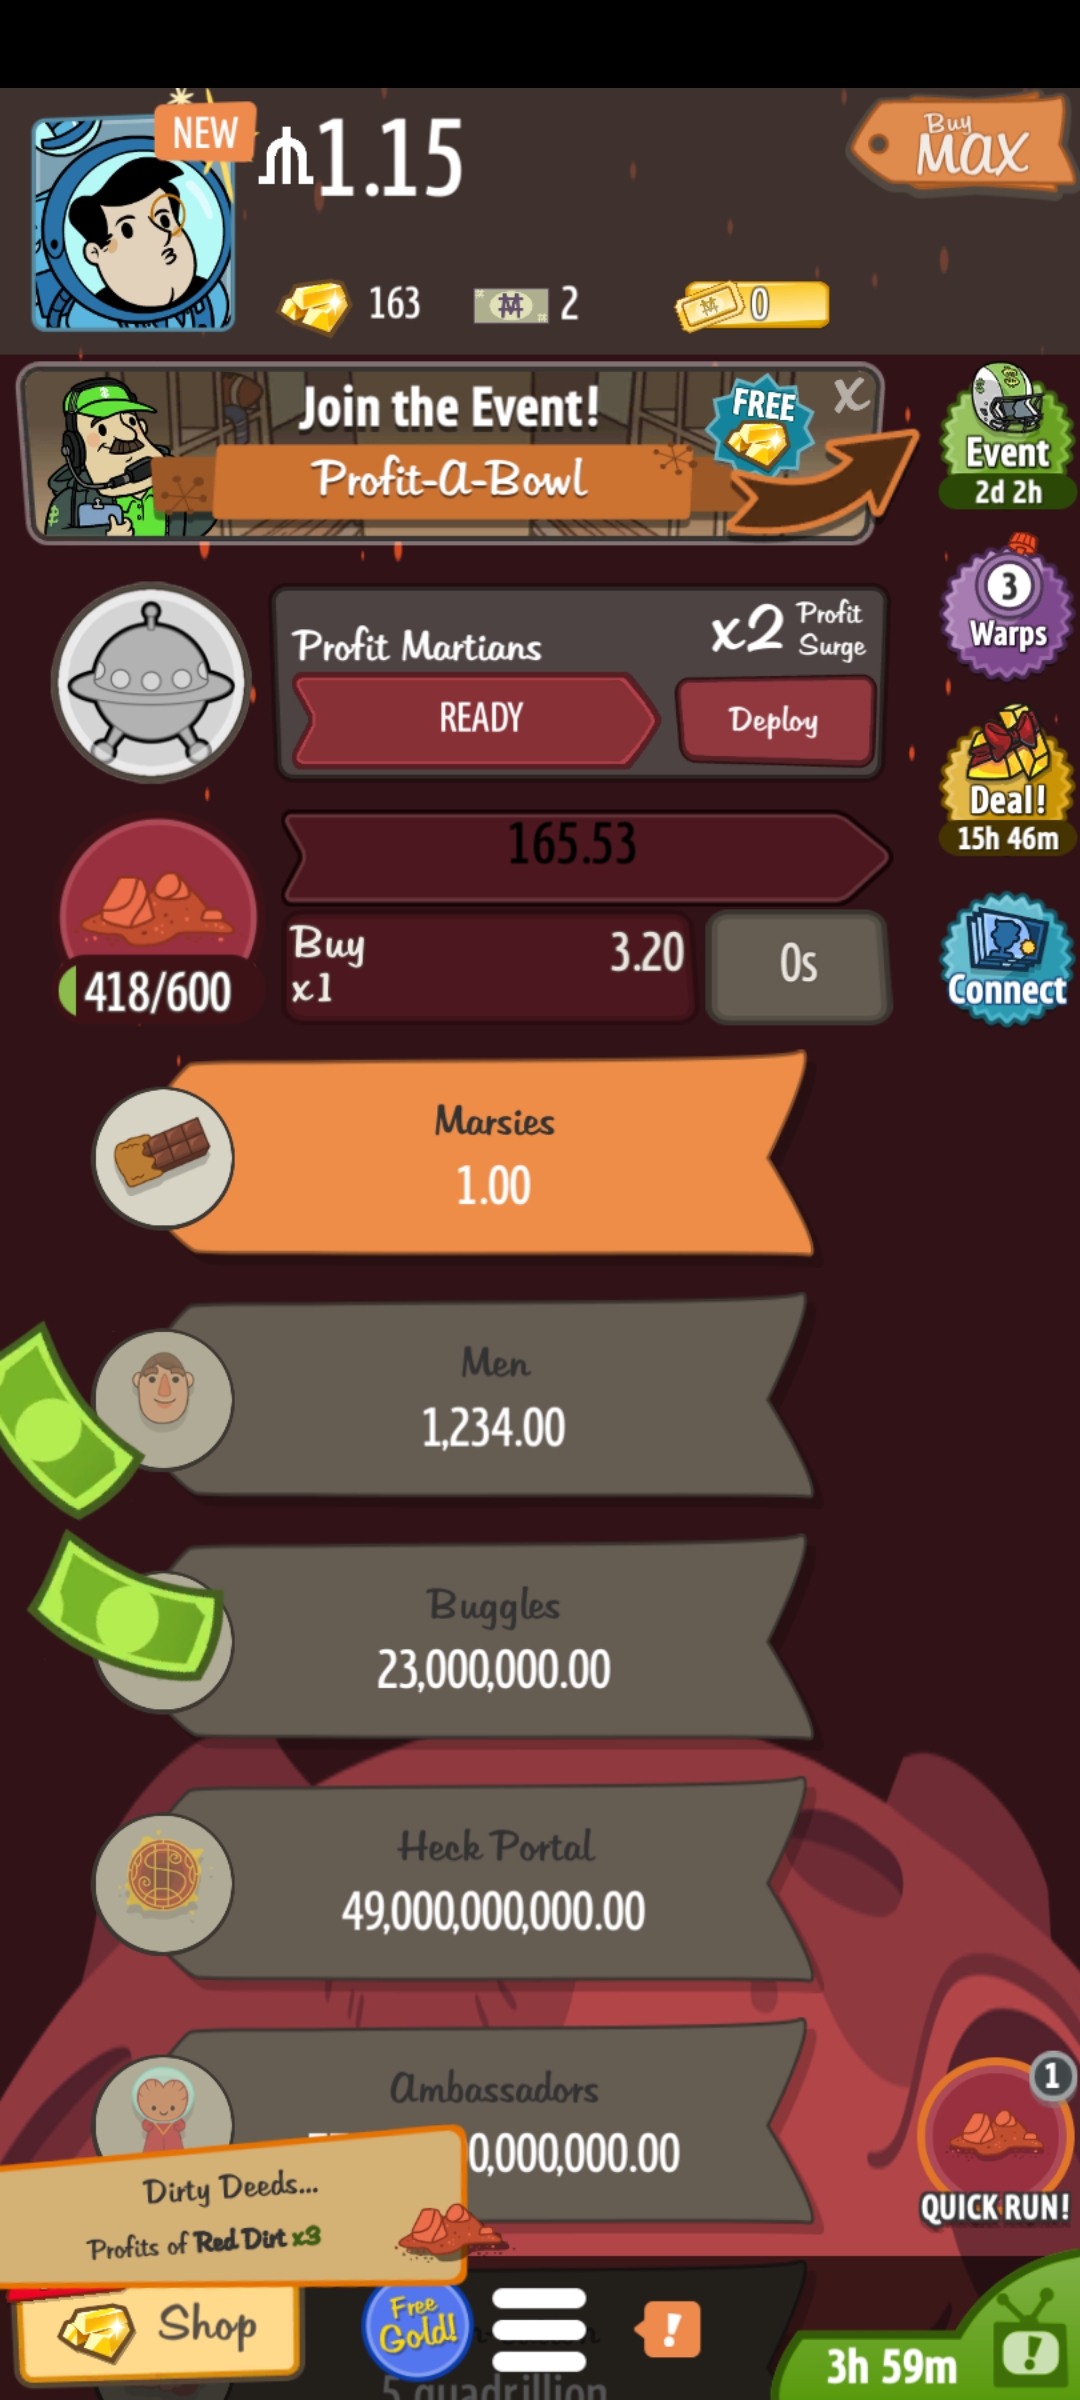 NEW
1.15
Buy
MAX
163
2
0
Join the Event!
FREE
X
Profit-A-Bowl
Event
2d 2h
3
Warps
Profit Martians
x2 Profit Surge
READY
Deploy
Deal!
15h 46m
165.53
Buy
x1
3.20
0s
418/600
Connect
Marsies
1.00
Men
1,234.00
Buggles
23,000,000.00
Heck Portal
49,000,000,000.00
Ambassadors
0,000,000.00
1
QUICK RUN!
Dirty Deeds...
Profits of Red Dirt x3
Shop
Free
Gold!
!
3h 59m
!
5 quadrillion